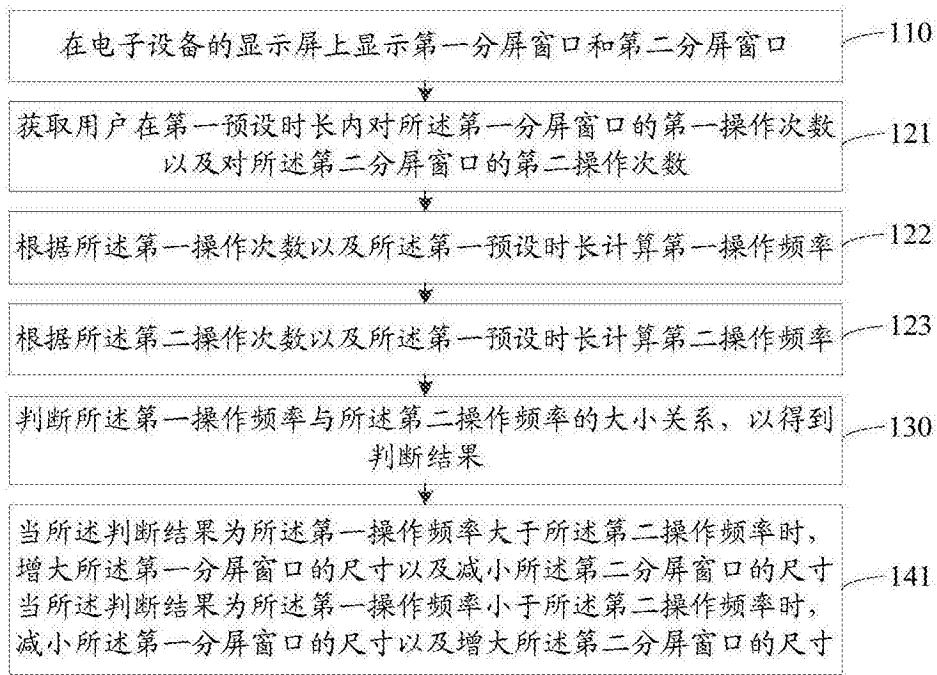 在电子设备的显示屏上显示第一分屏窗口和第二分屏窗口
110
获取用户在第一预设时长内对所述第一分屏窗口的第一操作次数
以及对所述第二分屏窗口的第二操作次数
121
根据所述第一操作次数以及所述第一预设时长计算第一操作频率
122
根据所述第二操作次数以及所述第一预设时长计算第二操作频率
123
判断所述第一操作频率与所述第二操作频率的大小关系，以得到
判断结果
130
当所述判断结果为所述第一操作频率大于所述第二操作频率时，
增大所述第一分屏窗口的尺寸以及减小所述第二分屏窗口的尺寸
当所述判断结果为所述第一操作频率小于所述第二操作频率时，
减小所述第一分屏窗口的尺寸以及增大所述第二分屏窗口的尺寸
141